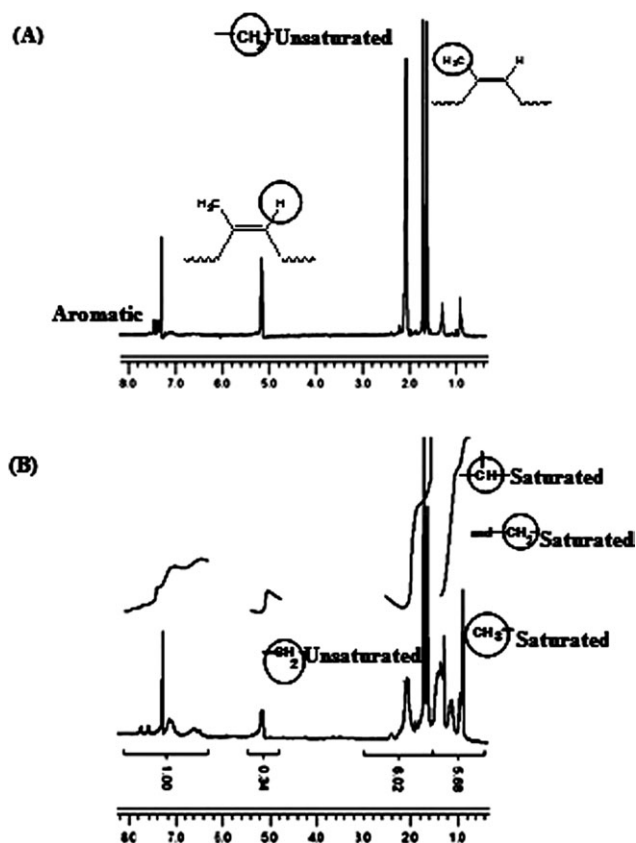 (A)
CH2 Unsaturated
H3C H
H3C H
Aromatic
8.0 7.0 6.0 5.0 4.0 3.0 2.0 1.0
(B)
CH Saturated
and CH2 Saturated
CH2 Unsaturated
CH3 Saturated
1.00 0.34 6.02 5.68
8.0 7.0 6.0 5.0 4.0 3.0 2.0 1.0